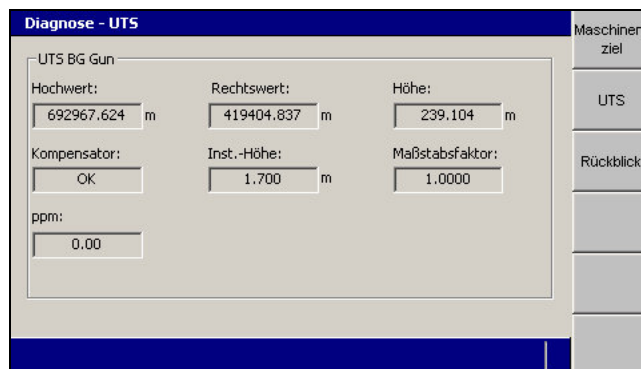 Diagnose - UTS
UTS BG Gun
Hochwert: Rechtswert: Höhe:
692967.624 m 419404.837 m 239.104 m
Kompensator: Inst.-Höhe: Maßstabsfaktor:
OK 1.700 m 1.0000
ppm:
0.00
Maschinen
ziel
UTS
Rückblick